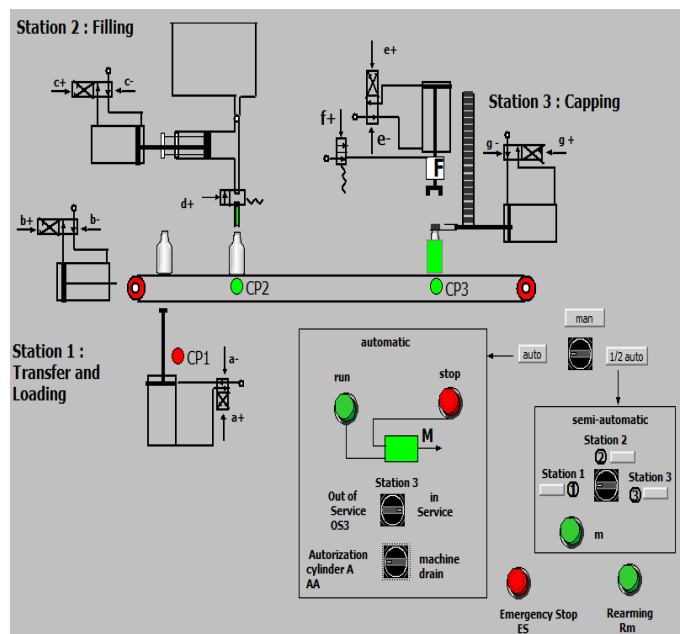 Station 2 : Filling
c+
c-
d+
b+
b-
e+
f+
e-
F
Station 3 : Capping
g -
g +
CP2
CP3
Station 1 :
Transfer and
Loading
CP1
a-
a+
man
auto
1/2 auto
automatic
run
stop
M
Station 3
Out of
Service
OS3
in
Service
Autorization
cylinder A
AA
machine
drain
semi-automatic
Station 2
2
Station 1
1
Station 3
3
m
Emergency Stop
ES
Rearming
Rm